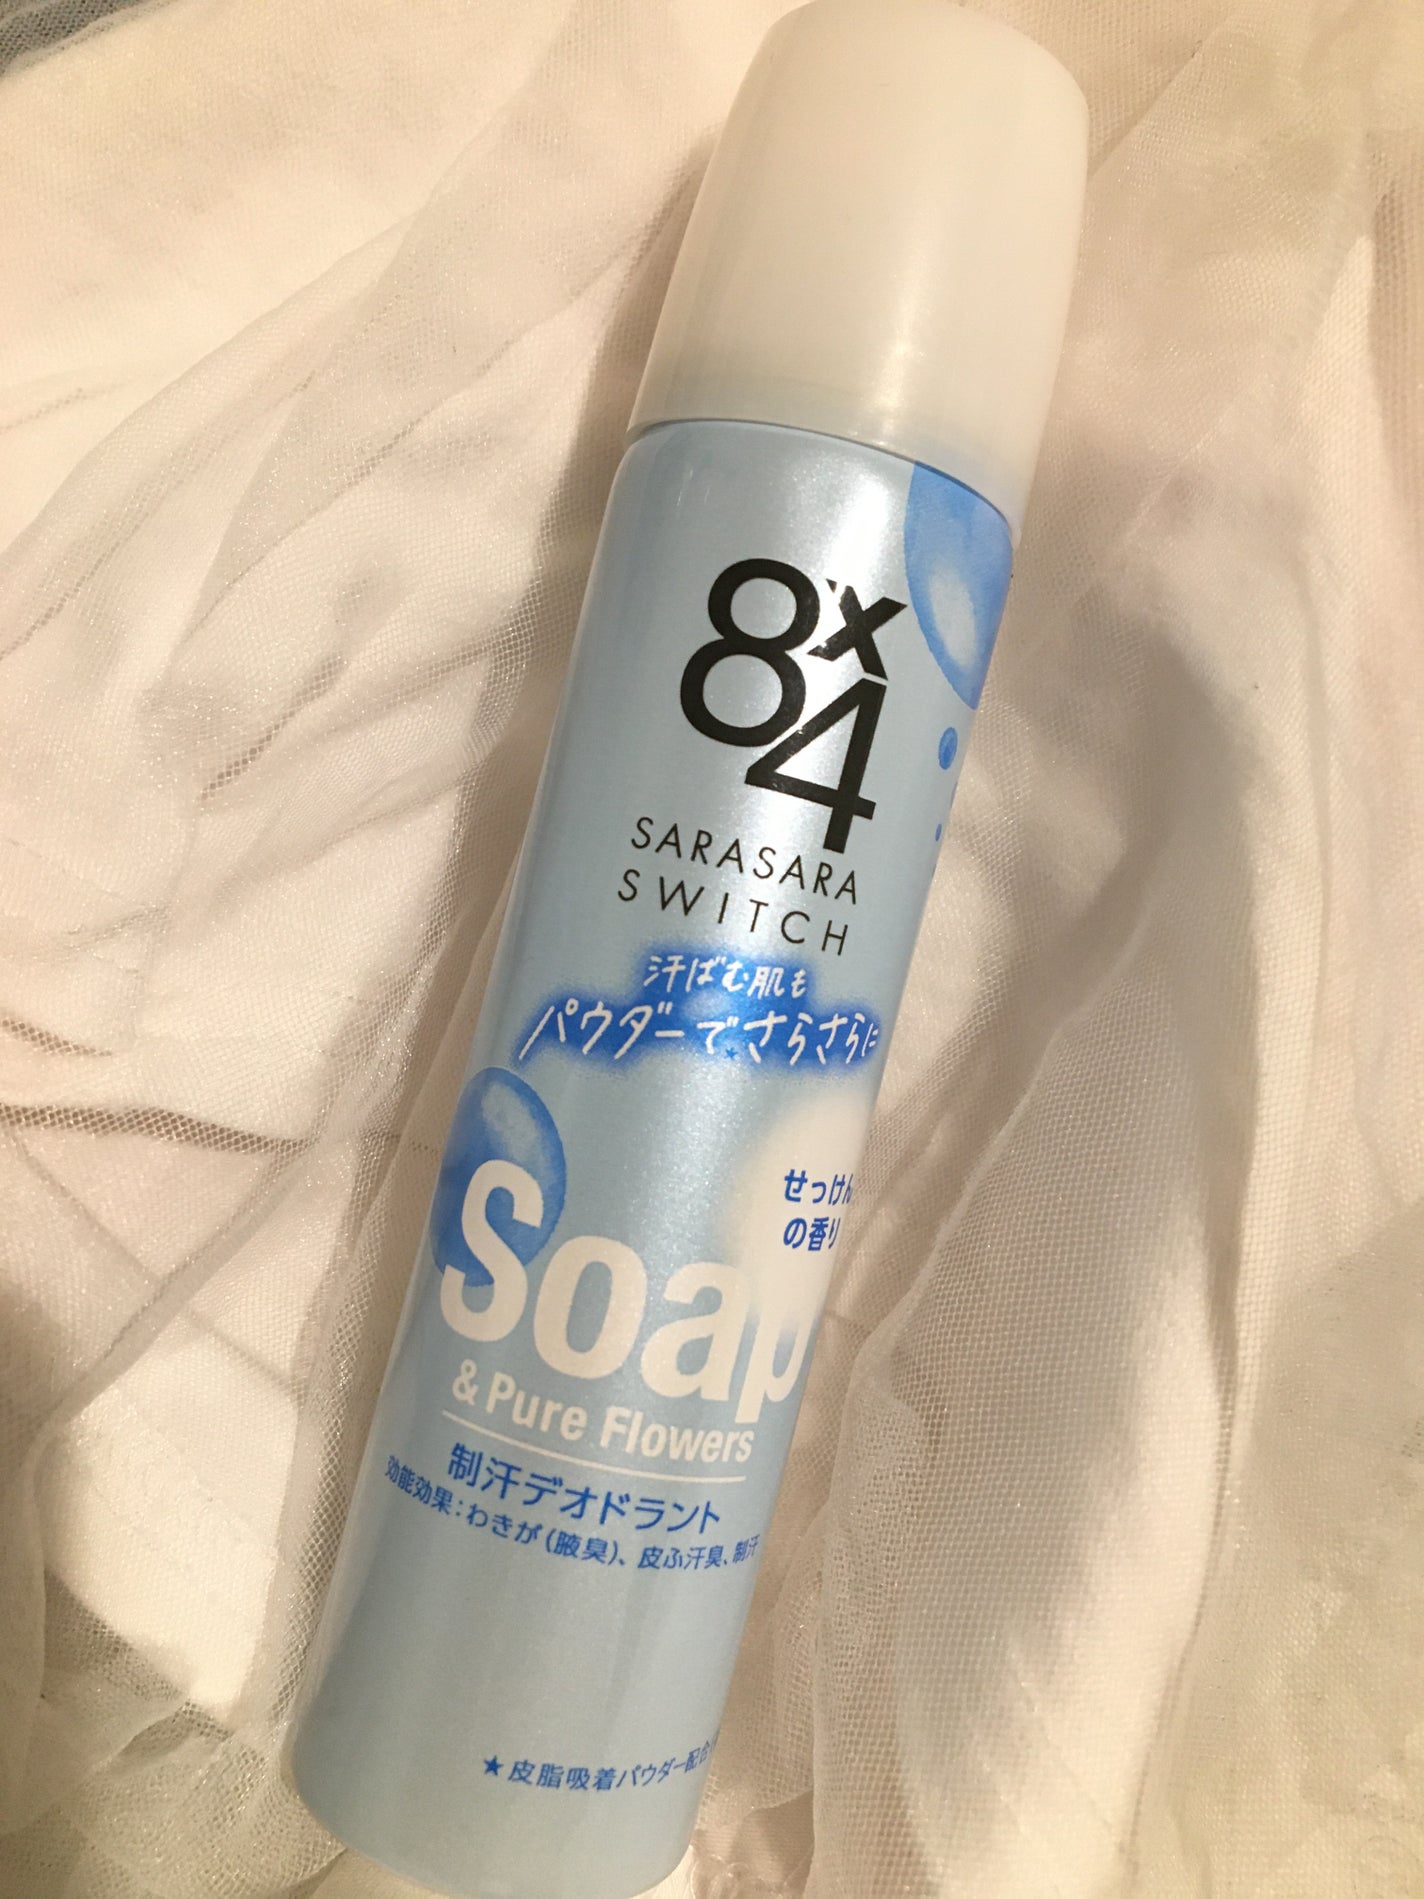 8x4
SARASARA
SWITCH
汗ばむ肌も
パウダーで★さらさらに
せっけん
の香り
Soap
& Pure Flowers
制汗デオドラント
効能効果：わきが（腋臭）、皮ふ汗臭、制汗
★皮脂吸着パウダー配合